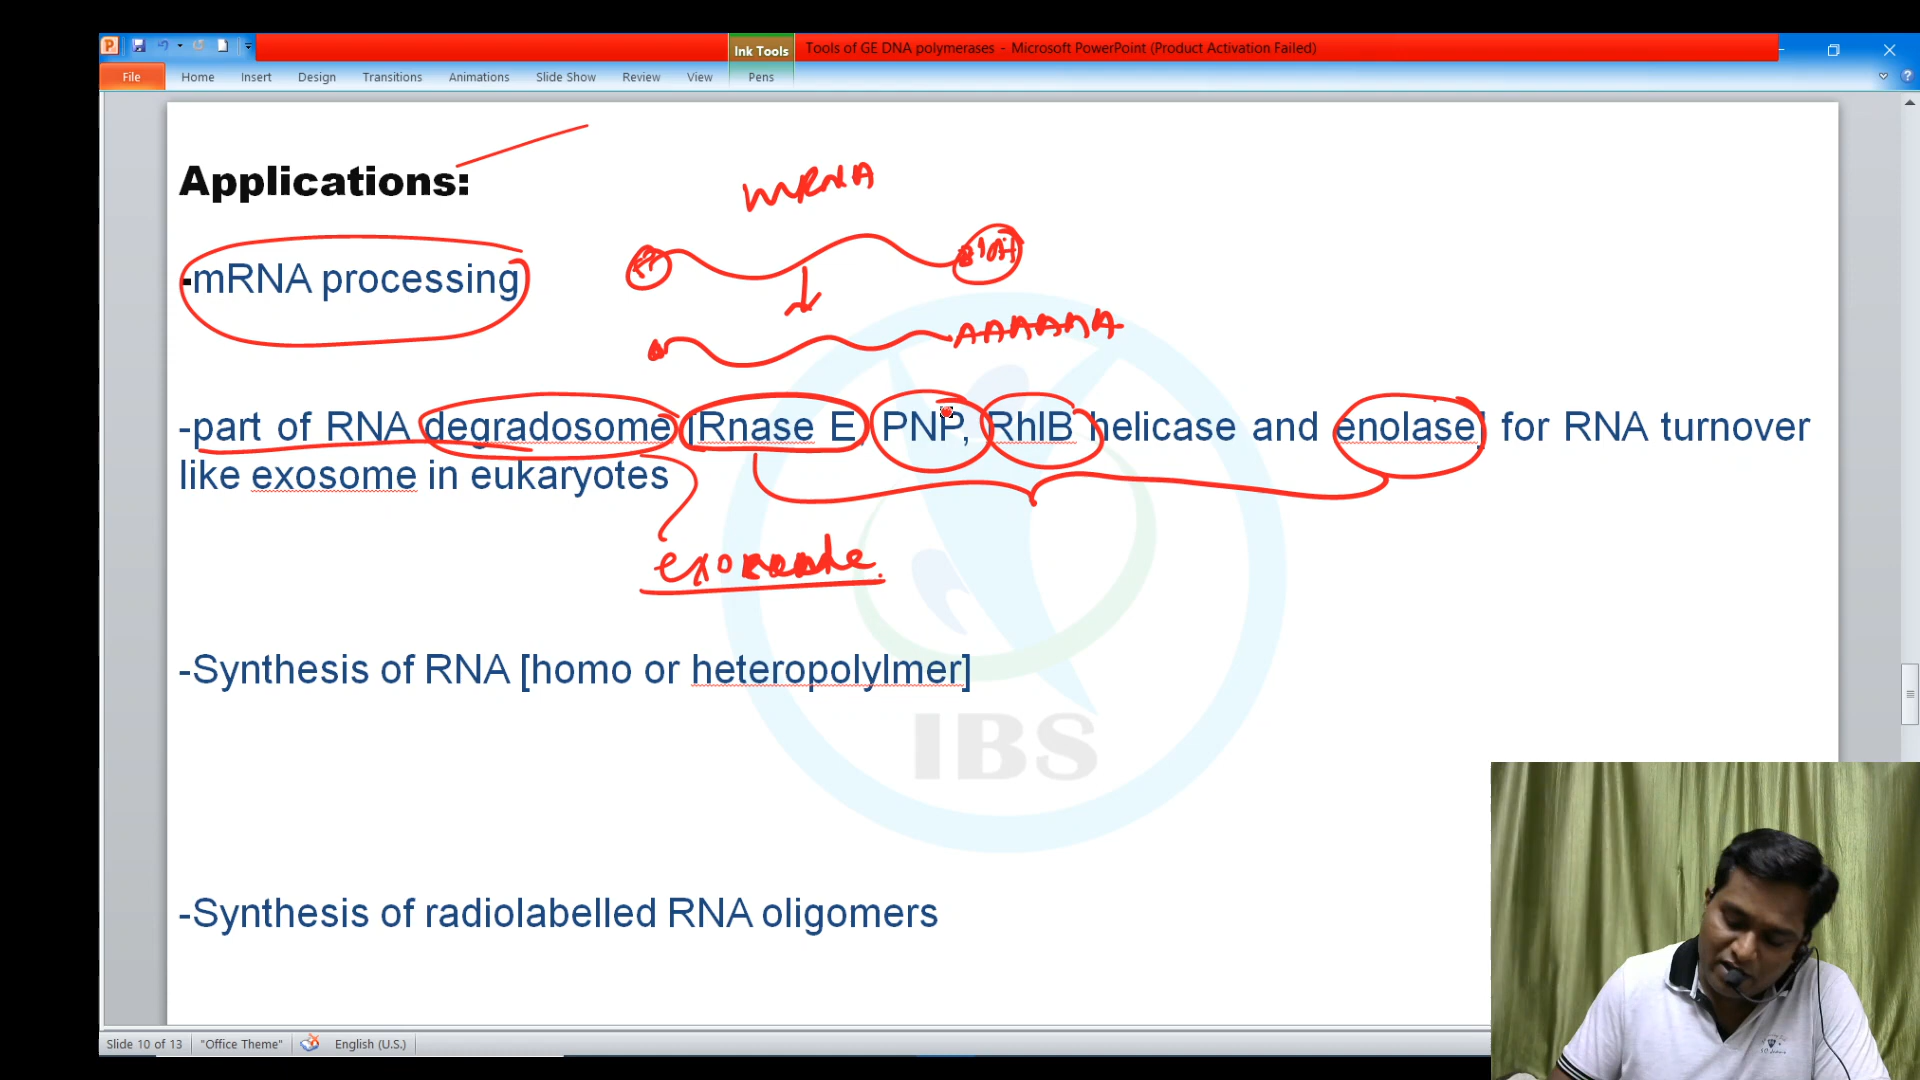 Ink Tools
Tools of GE DNA polymerases - Microsoft PowerPoint (Product Activation Failed)
File Home Insert Design Transitions Animations Slide Show Review View Pens
Applications:
mRNA
-mRNA processing
AAAAAA
-part of RNA degradosome [Rnase E, PNP, RhlB helicase and enolase] for RNA turnover
like exosome in eukaryotes
-Synthesis of RNA [homo or heteropolylmer]
IBS
-Synthesis of radiolabelled RNA oligomers
Slide 10 of 13 "Office Theme" English (U.S.)